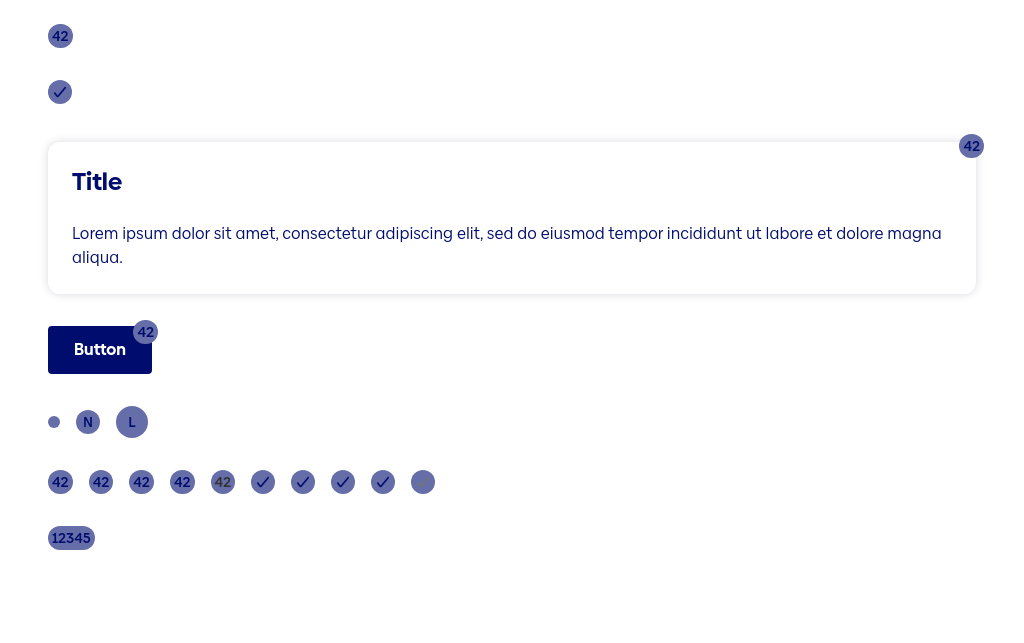 42
42
Title
Lorem ipsum dolor sit amet, consectetur adipiscing elit, sed do eiusmod tempor incididunt ut labore et dolore magna
aliqua.
42
Button
N L
42 42 42 42 42
12345